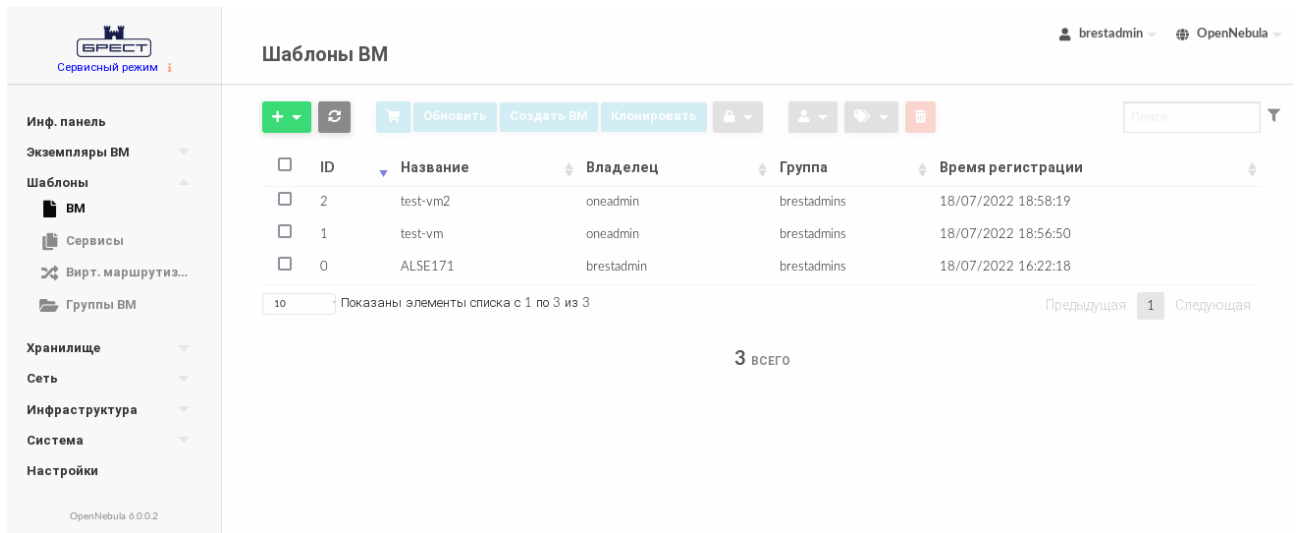 БРЕСТ
Сервисный режим
brestadmin
OpenNebula
Шаблоны ВМ
Инф. панель
Экземпляры ВМ
Шаблоны
ВМ
Сервисы
Вирт. маршрутиз...
Группы ВМ
Хранилище
Сеть
Инфраструктура
Система
Настройки
OpenNebula 6.0.0.2
Обновить Создать ВМ Клонировать
Поиск
ID Название Владелец Группа Время регистрации
2 test-vm2 oneadmin brestadmins 18/07/2022 18:58:19
1 test-vm oneadmin brestadmins 18/07/2022 18:56:50
0 ALSE171 brestadmin brestadmins 18/07/2022 16:22:18
10 Показаны элементы списка с 1 по 3 из 3
Предыдущая 1 Следующая
3 ВСЕГО